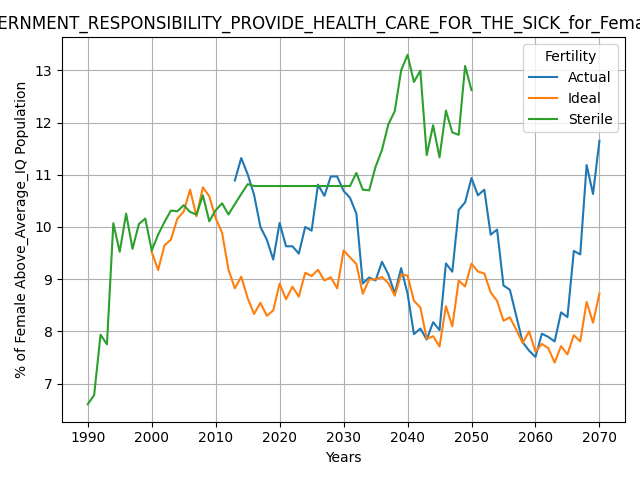 ERNMENT_RESPONSIBILITY_PROVIDE_HEALTH_CARE_FOR_THE_SICK_for_Fema
% of Female Above_Average_IQ Population
13
12
11
10
9
8
7
Fertility
Actual
Ideal
Sterile
1990 2000 2010 2020 2030 2040 2050 2060 2070
Years